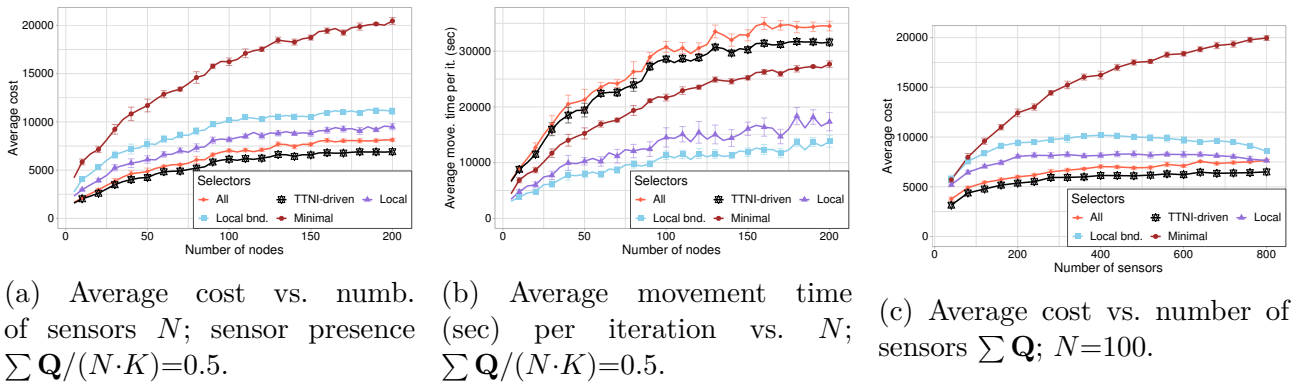 20000
15000
10000
5000
0
Average cost
0
50
100
150
200
Number of nodes
Selectors
All
TTNI-driven
Local
Local bnd.
Minimal
30000
20000
10000
0
Average move. time per it. (sec)
0
50
100
150
200
Number of nodes
Selectors
All
TTNI-driven
Local
Local bnd.
Minimal
20000
15000
10000
5000
0
Average cost
0
200
400
600
800
Number of sensors
Selectors
All
TTNI-driven
Local
Local bnd.
Minimal
(a) Average cost vs. numb.
of sensors N; sensor presence
∑ Q/(N·K)=0.5.
(b) Average movement time
(sec) per iteration vs. N;
∑ Q/(N·K)=0.5.
(c) Average cost vs. number of
sensors ∑ Q; N=100.